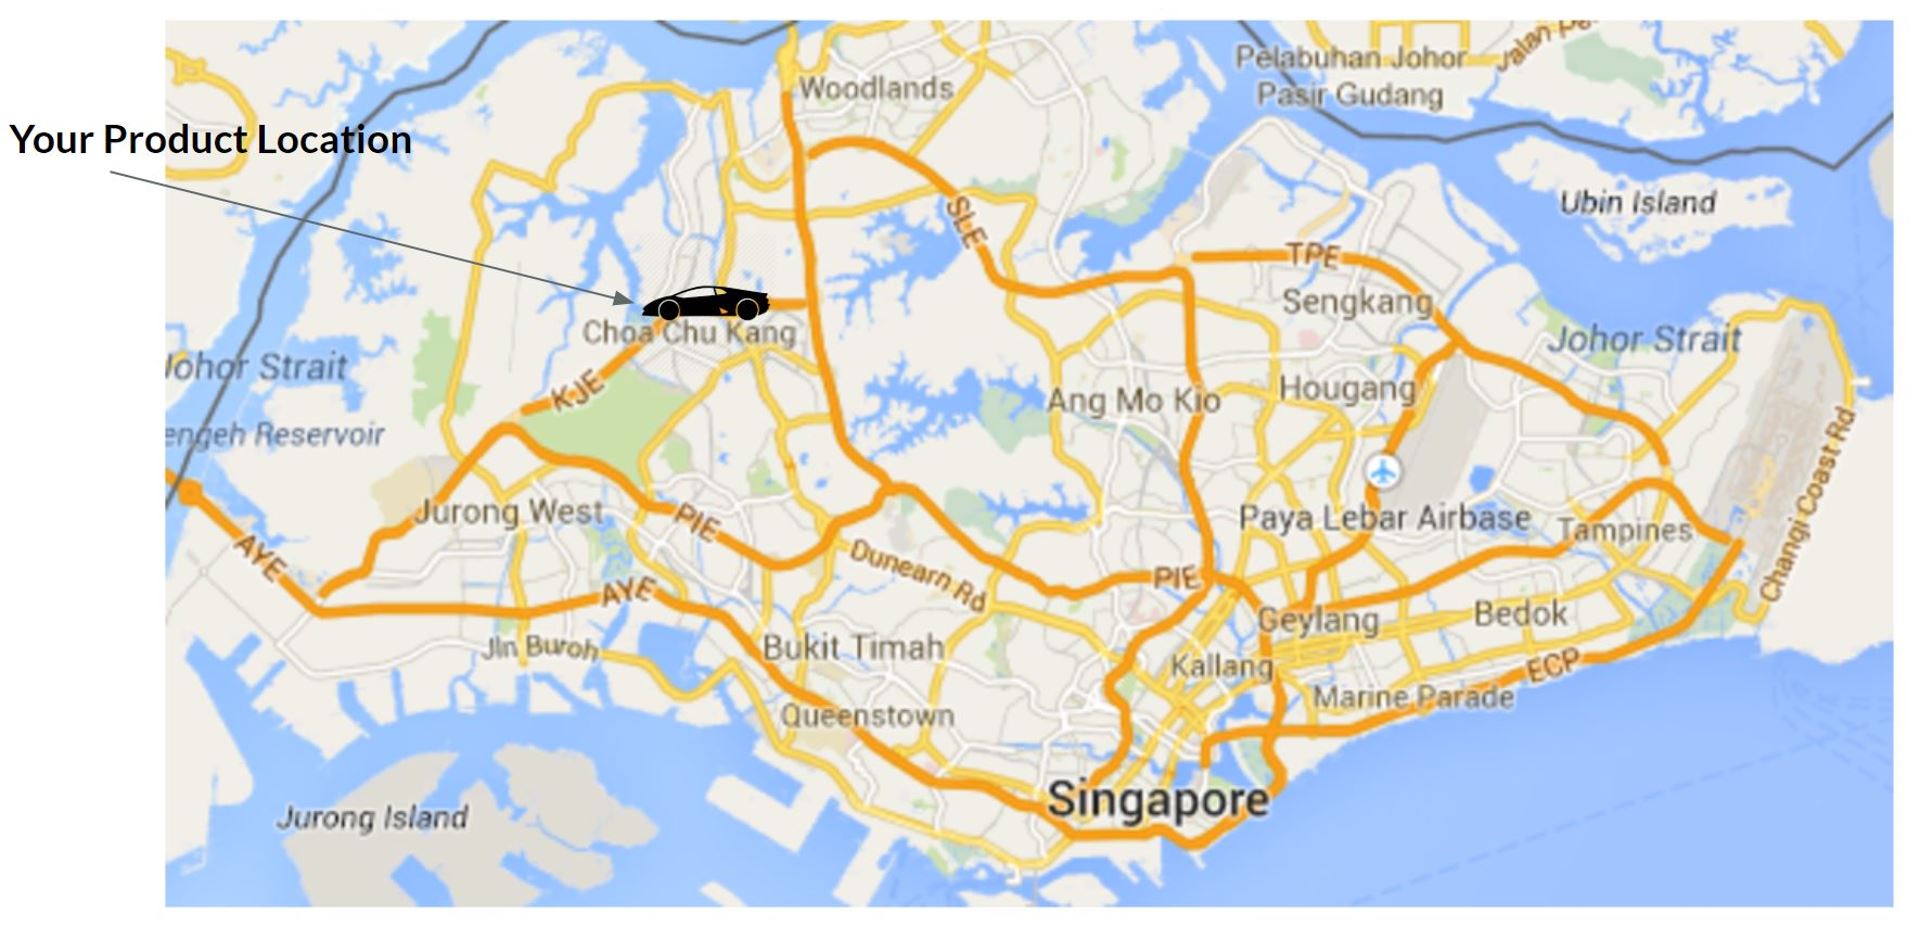 Your Product Location
Woodlands
Pelabuhan Johor
Pasir Gudang
Ubin Island
SLE
TPE
Sengkang
Choa Chu Kang
Johor Strait
Johor Strait
KJE
Hougang
Ang Mo Kio
engeh Reservoir
Changi Coast Rd
Jurong West
PIE
Paya Lebar Airbase
Tampines
AYE
Dunearn Rd
AYE
PIE
Geylang
Bedok
Jln Buroh
Bukit Timah
Kallang
ECP
Marine Parade
Queenstown
Singapore
Jurong Island